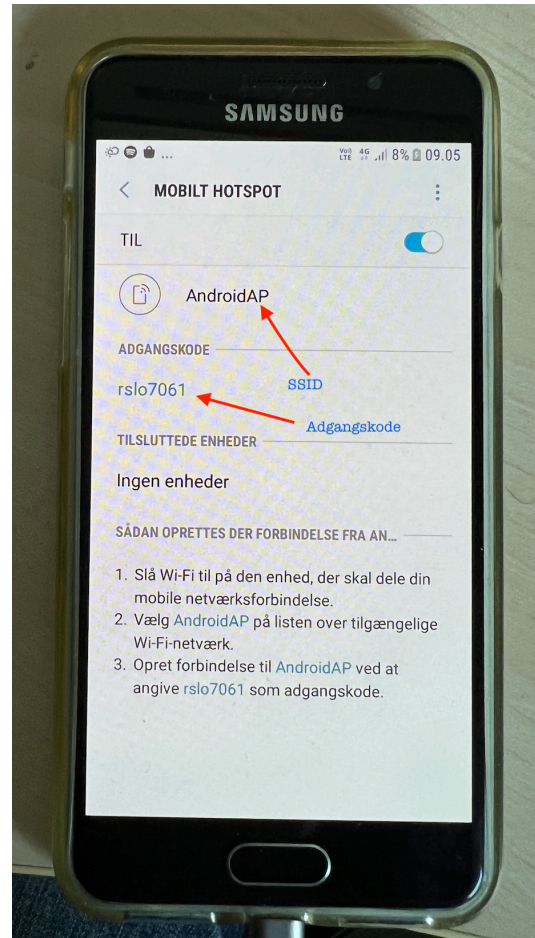 SAMSUNG
... VoI) LTE 4G 8% 09.05
MOBILT HOTSPOT
TIL
AndroidAP
ADGANGSKODE
SSID
rslo7061
Adgangskode
TILSLUTTEDE ENHEDER
Ingen enheder
SÅDAN OPRETTES DER FORBINDELSE FRA AN...
1. Slå Wi-Fi til på den enhed, der skal dele din
mobile netværksforbindelse.
2. Vælg AndroidAP på listen over tilgængelige
Wi-Fi-netværk.
3. Opret forbindelse til AndroidAP ved at
angive rslo7061 som adgangskode.